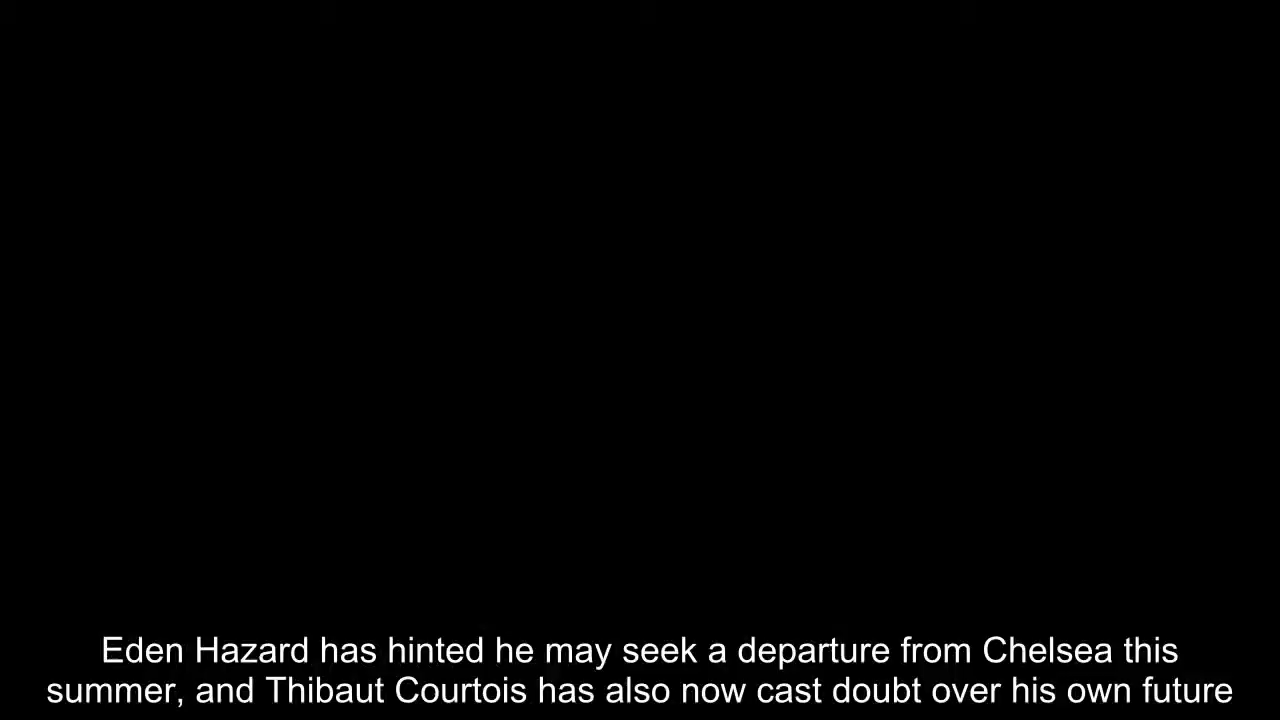 Eden Hazard has hinted he may seek a departure from Chelsea this
summer, and Thibaut Courtois has also now cast doubt over his own future